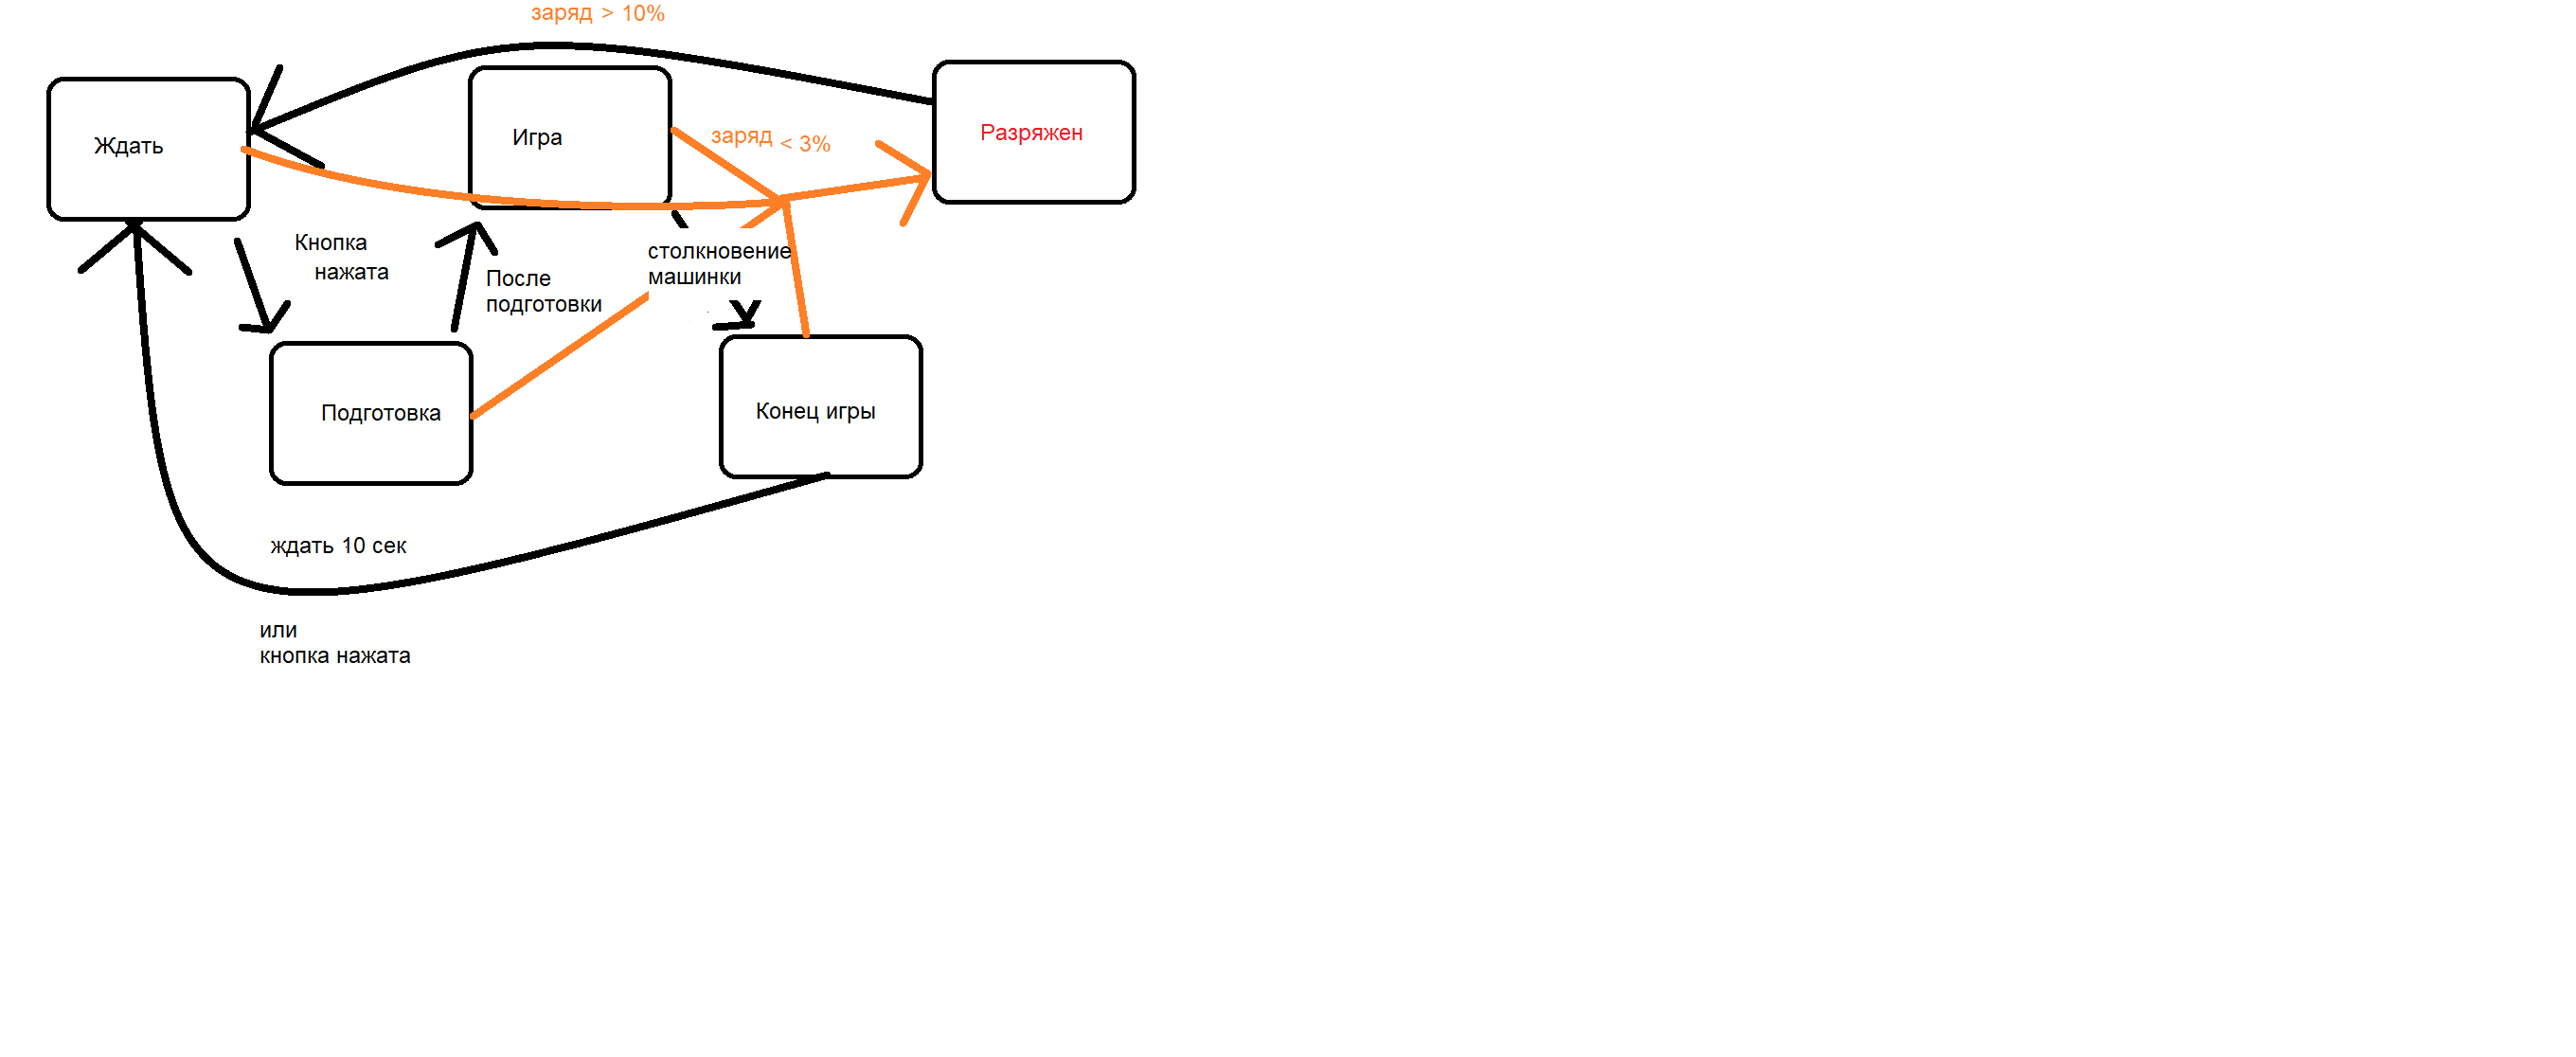 заряд > 10%
Ждать
Игра
заряд < 3%
Разряжен
Кнопка
нажата
После
подготовки
столкновение
машинки
Подготовка
Конец игры
ждать 10 сек
или
кнопка нажата